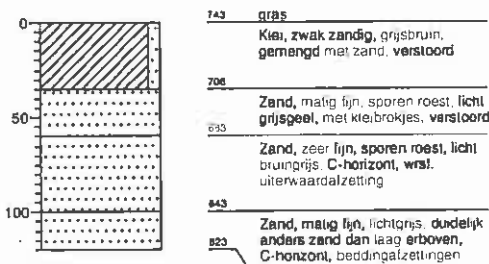 0
743 gras
Klei, zwak zandig, grijsbruin,
gemengd met zand, verstoord
708
Zand, matig fijn, sporen roest, licht
grijsgeel, met kleibrokjes, verstoord
50
Zand, zeer fijn, sporen roest, licht
bruingrijs, C-horizont, wrsl.
uiterwaardafzetting
643
100
Zand, matig fijn, lichtgrijs, duidelijk
anders zand dan laag erboven,
C-horizont, beddingafzettingen
623